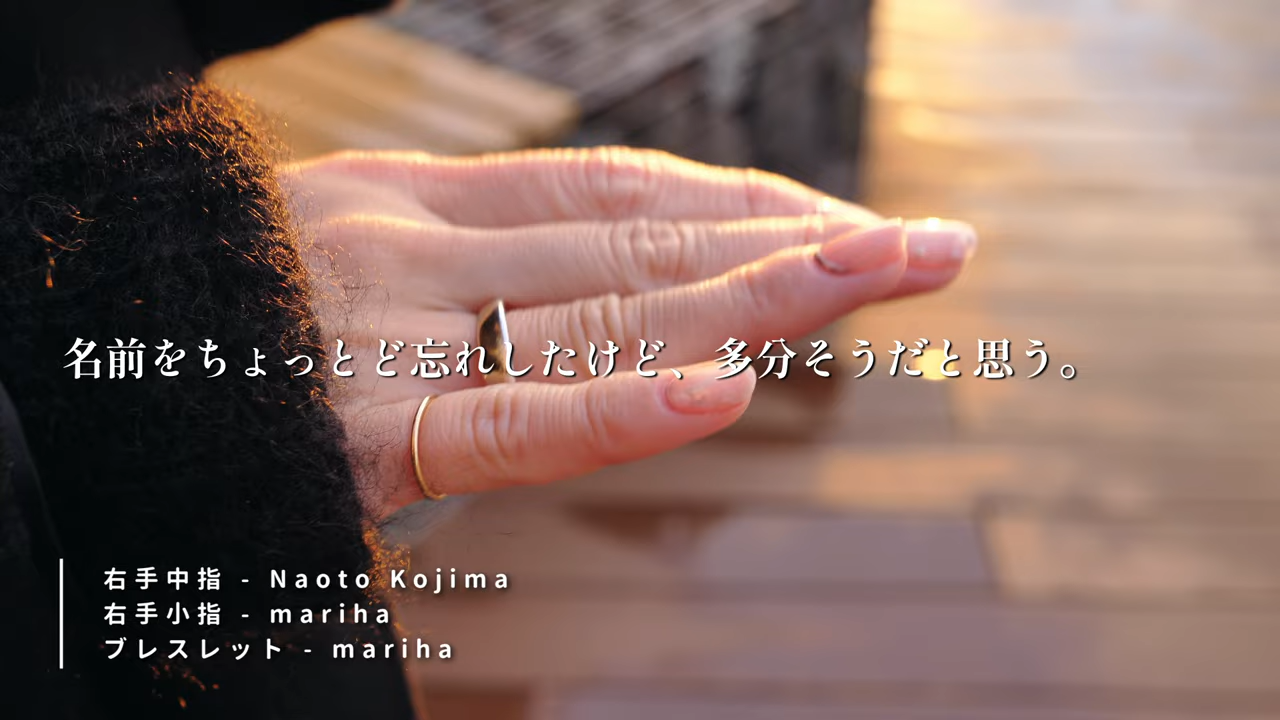 名前をちょっとど忘れしたけど、多分そうだと思う。
右手中指 - Naoto Kojima
右手小指 - mariha
ブレスレット - mariha